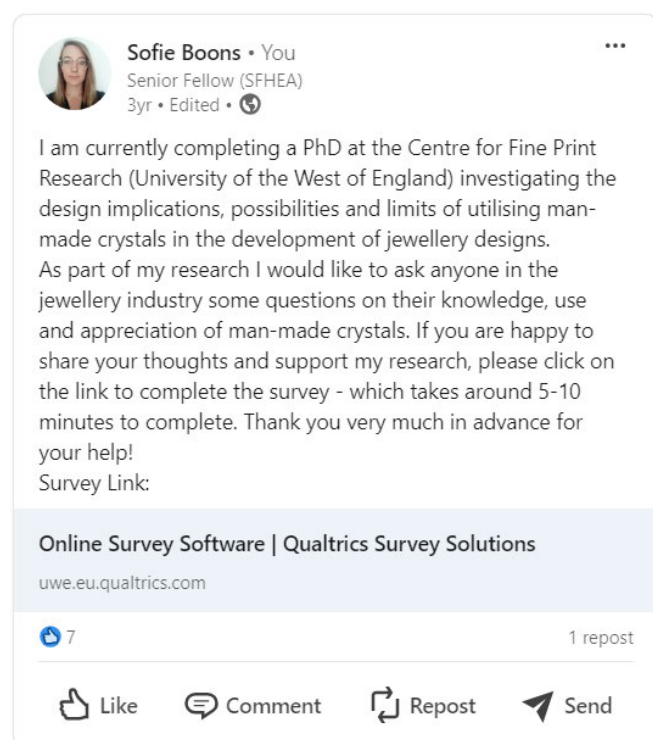 Sofie Boons • You
Senior Fellow (SFHEA)
3yr • Edited •
I am currently completing a PhD at the Centre for Fine Print
Research (University of the West of England) investigating the
design implications, possibilities and limits of utilising man-
made crystals in the development of jewellery designs.
As part of my research I would like to ask anyone in the
jewellery industry some questions on their knowledge, use
and appreciation of man-made crystals. If you are happy to
share your thoughts and support my research, please click on
the link to complete the survey - which takes around 5-10
minutes to complete. Thank you very much in advance for
your help!
Survey Link:
Online Survey Software | Qualtrics Survey Solutions
uwe.eu.qualtrics.com
7 1 repost
Like Comment Repost Send